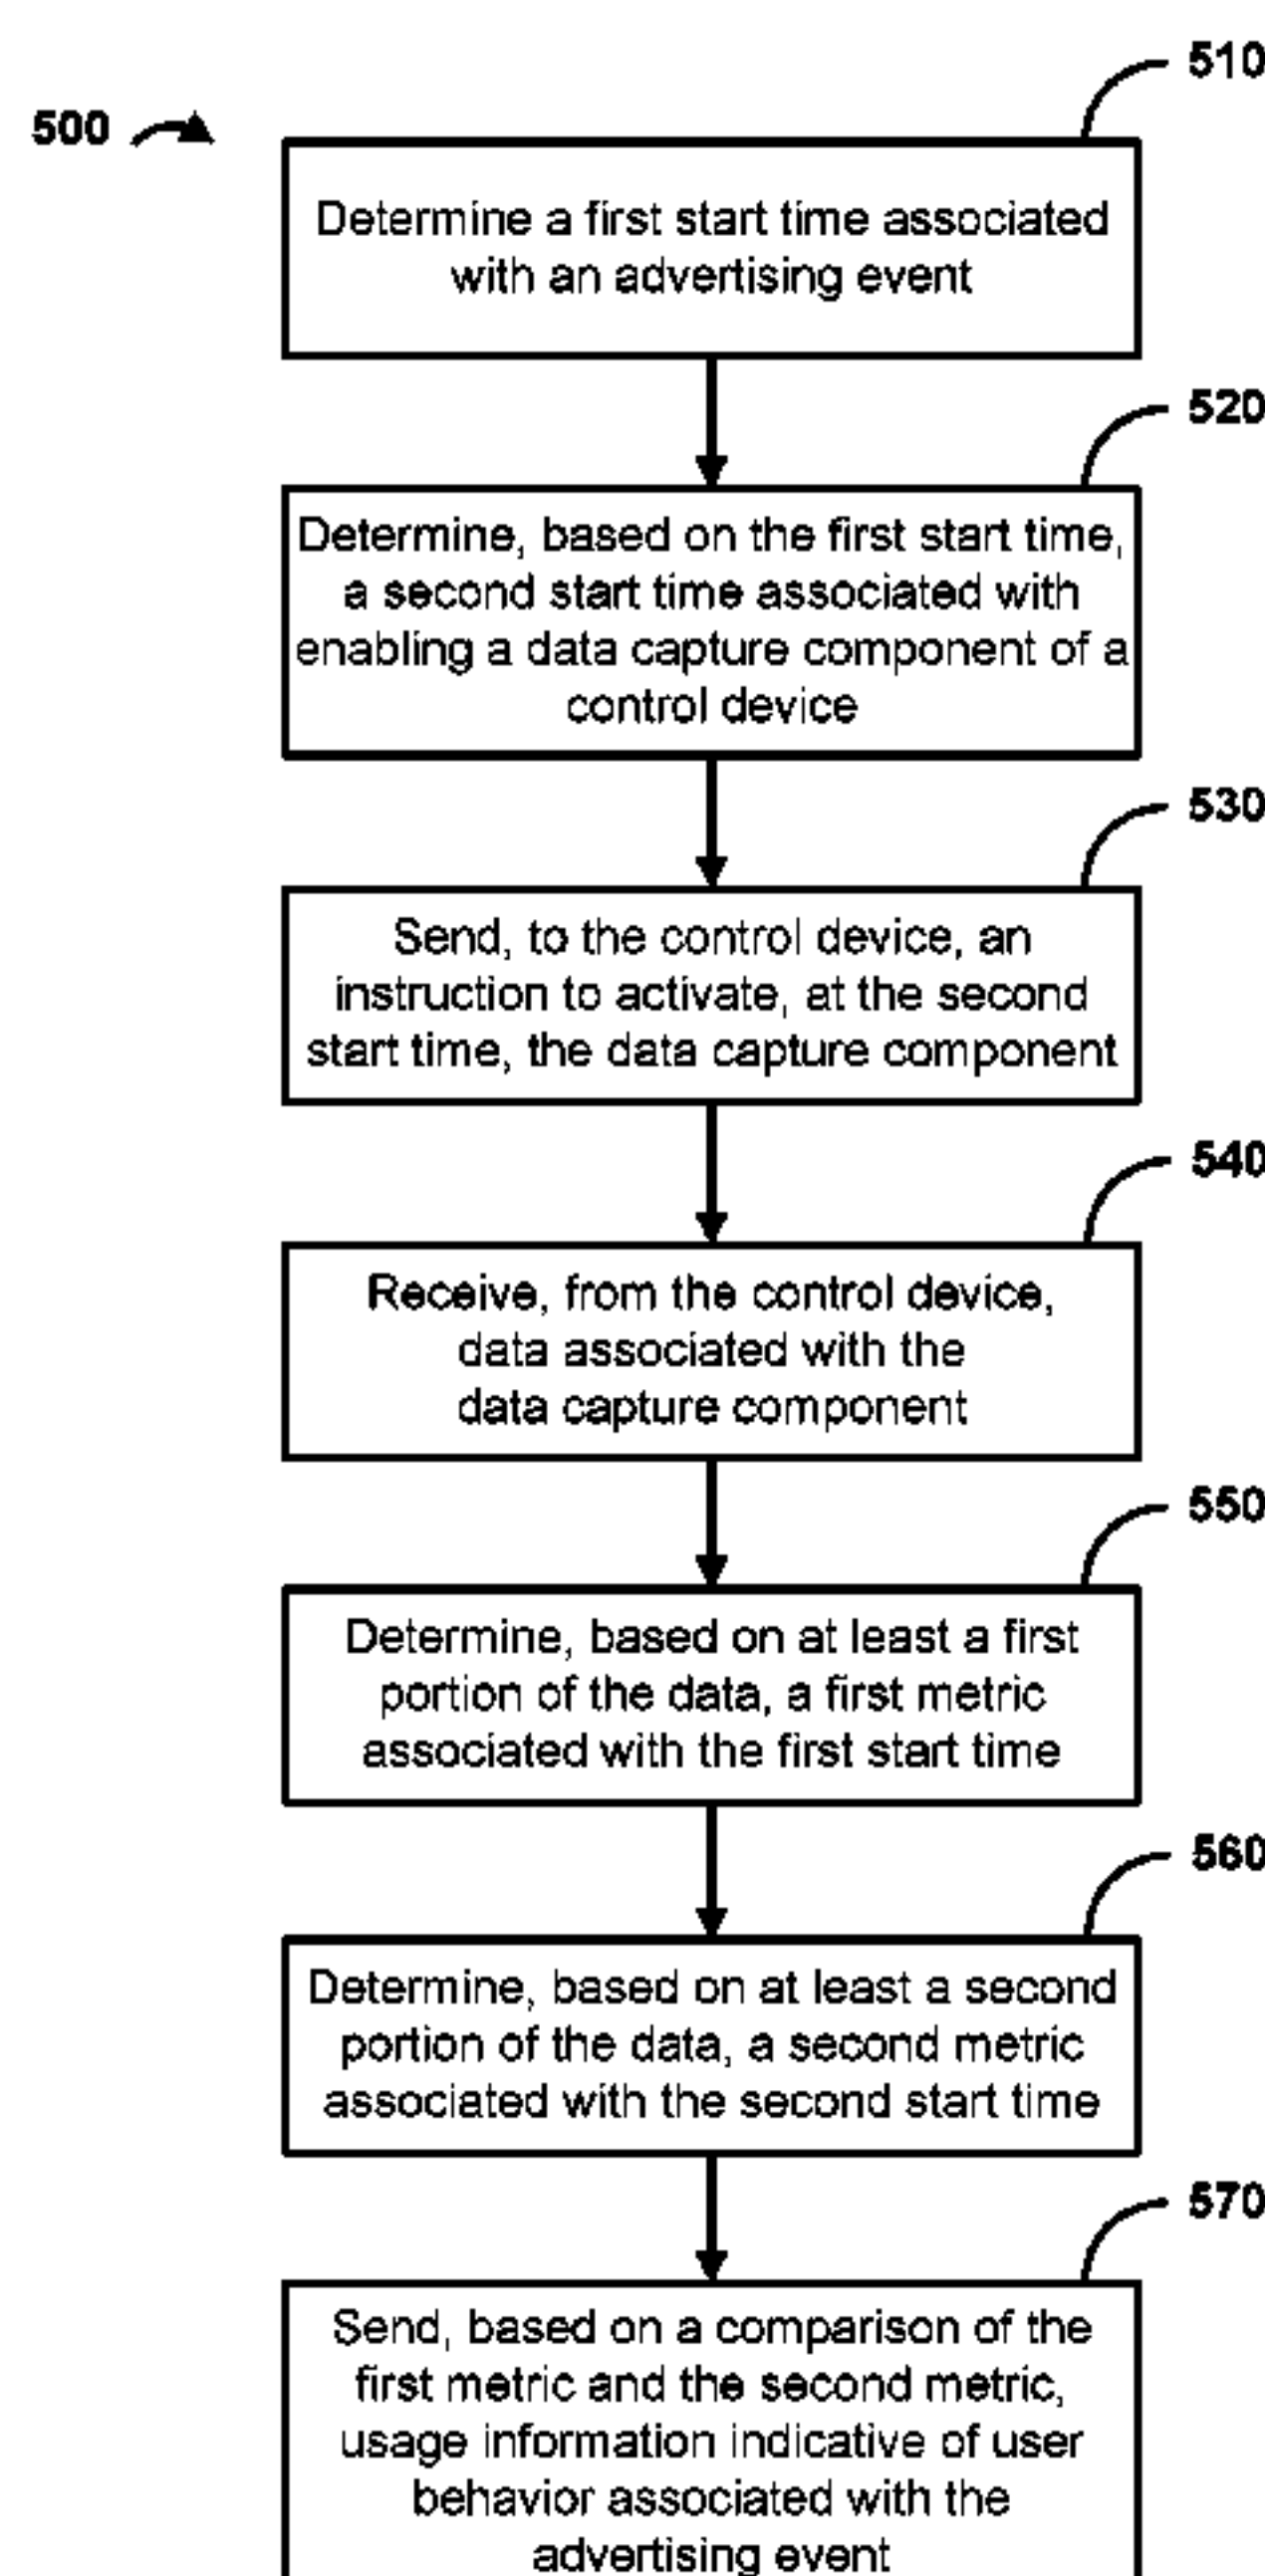 510
500
Determine a first start time associated
with an advertising event
520
Determine, based on the first start time,
a second start time associated with
enabling a data capture component of a
control device
530
Send, to the control device, an
instruction to activate, at the second
start time, the data capture component
540
Receive, from the control device,
data associated with the
data capture component
550
Determine, based on at least a first
portion of the data, a first metric
associated with the first start time
560
Determine, based on at least a second
portion of the data, a second metric
associated with the second start time
570
Send, based on a comparison of the
first metric and the second metric,
usage information indicative of user
behavior associated with the
advertising event